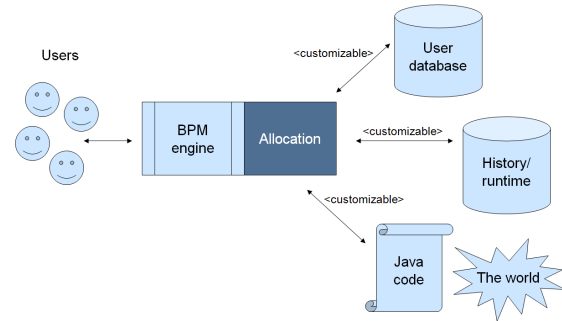 Users
BPM
engine
Allocation
<customizable>
User
database
<customizable>
History/
runtime
<customizable>
Java
code
The world